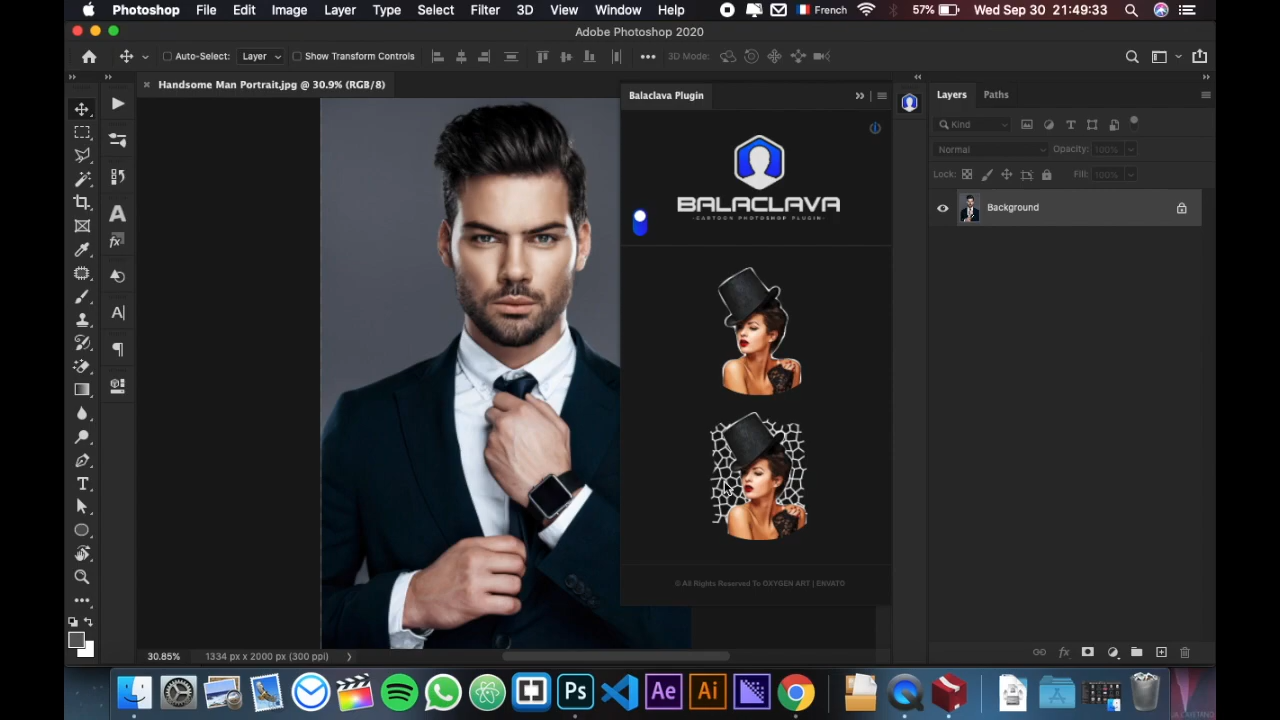 Photoshop File Edit Image Layer Type Select Filter 3D View Window Help French 57% Wed Sep 30 21:49:33
Adobe Photoshop 2020
Auto-Select: Layer Show Transform Controls 3D Mode:
Handsome Man Portrait.jpg @ 30.9% (RGB/8)
Balaclava Plugin
BALACLAVA
-CARTOON PHOTOSHOP PLUGIN-
© All Rights Reserved To OXYGEN ART | ENVATO
Layers Paths
Kind
Normal Opacity: 100%
Lock: Fill: 100%
Background
30.85% 1334 px x 2000 px (300 ppi)
Ps Ae Ai